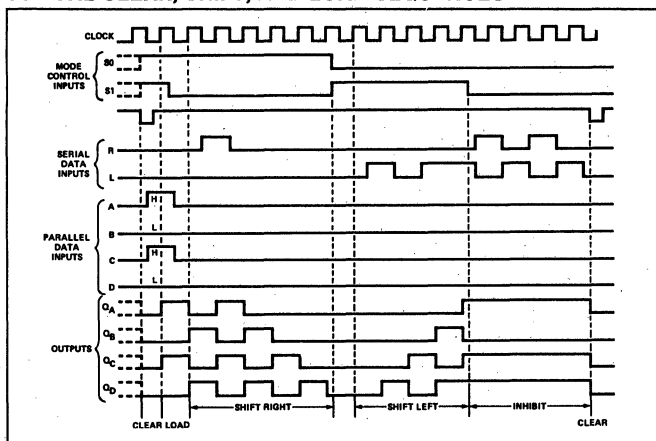 CLOCK
MODE CONTROL INPUTS
S0
S1
SERIAL DATA INPUTS
R
L
PARALLEL DATA INPUTS
A
H
B
L
C
H
D
L
OUTPUTS
QA
QB
QC
QD
SHIFT RIGHT
SHIFT LEFT
INHIBIT
CLEAR LOAD
CLEAR